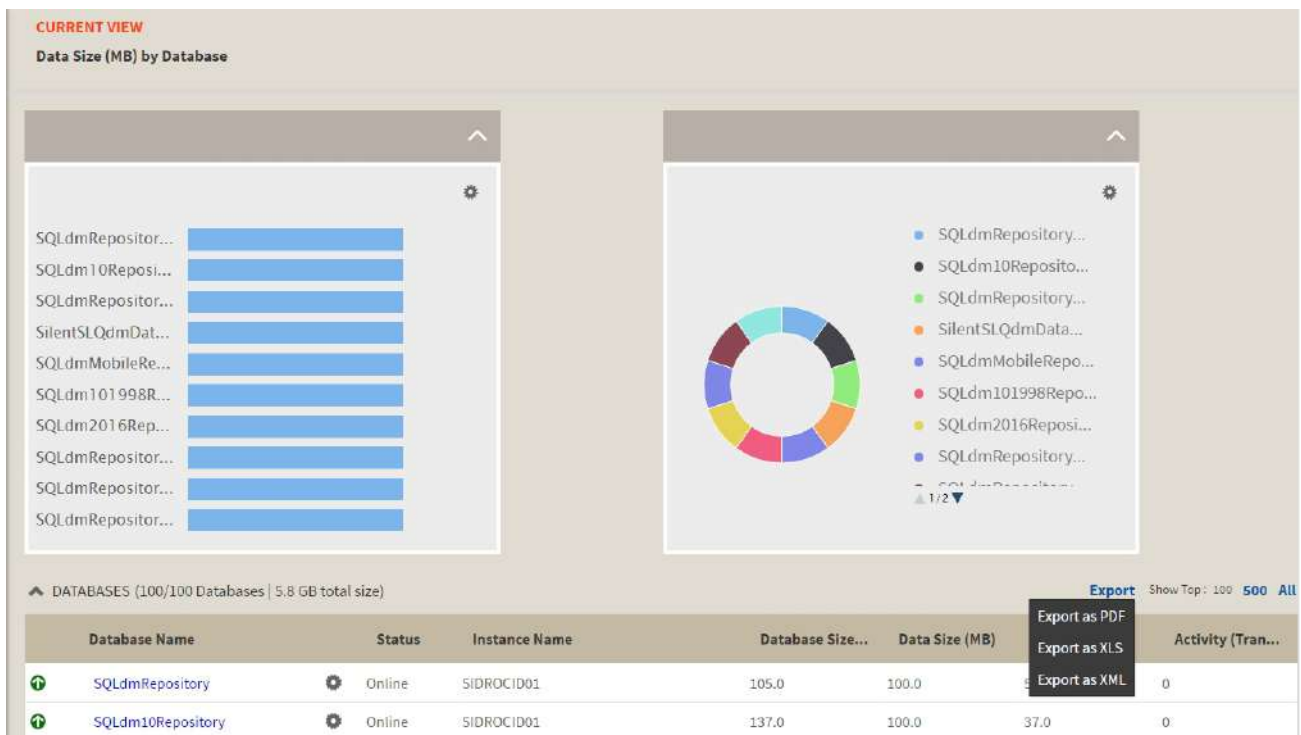 CURRENT VIEW
Data Size (MB) by Database
SQLdmRepositor...
SQLdm10Reposi...
SQLdmRepositor...
SilentSLQdmDat...
SQLdmMobileRe...
SQLdm101998R...
SQLdm2016Rep...
SQLdmRepositor...
SQLdmRepositor...
SQLdmRepositor...
SQLdmRepository...
SQLdm10Reposito...
SQLdmRepository...
SilentSLQdmData...
SQLdmMobileRepo...
SQLdm101998Repo...
SQLdm2016Reposi...
SQLdmRepository...
1/2
DATABASES (100/100 Databases | 5.8 GB total size) Export Show Top: 100 500 All
Export as PDF
Export as XLS
Export as XML
Database Name Status Instance Name Database Size... Data Size (MB) Activity (Tran...
SQLdmRepository Online SIDROCID01 105.0 100.0 0
SQLdm10Repository Online SIDROCID01 137.0 100.0 37.0 0